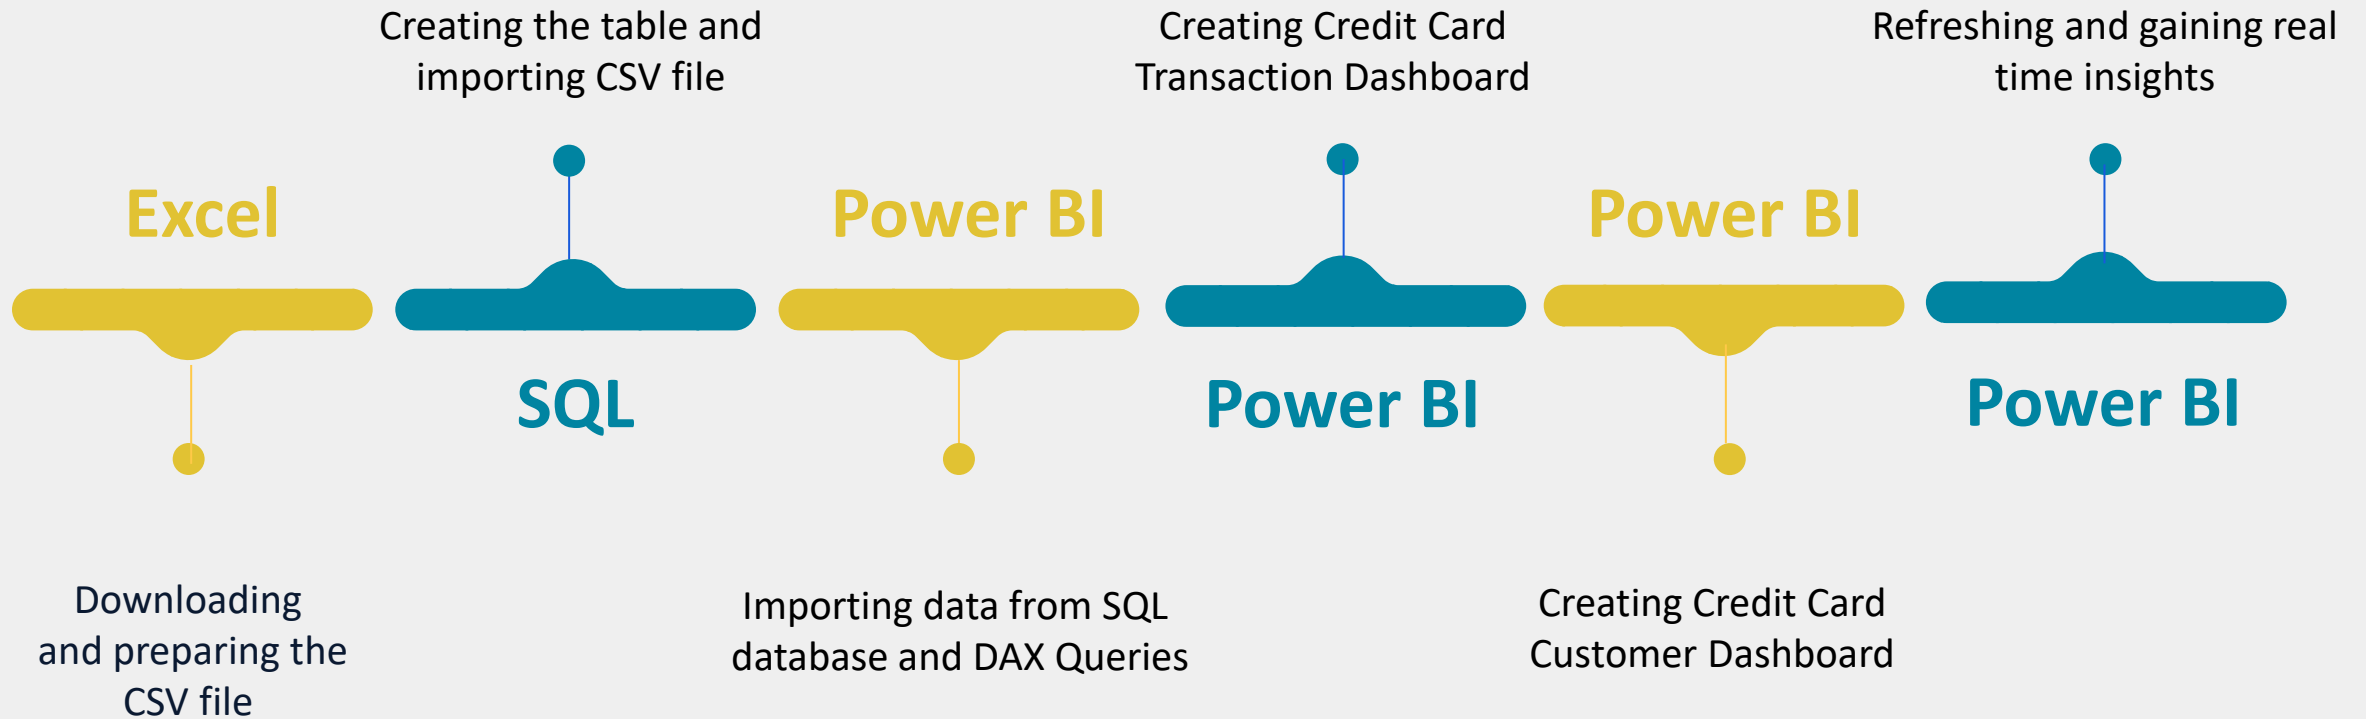 Creating the table and
importing CSV file
Creating Credit Card
Transaction Dashboard
Refreshing and gaining real
time insights
Excel
Power BI
Power BI
SQL
Power BI
Power BI
Downloading
and preparing the
CSV file
Importing data from SQL
database and DAX Queries
Creating Credit Card
Customer Dashboard